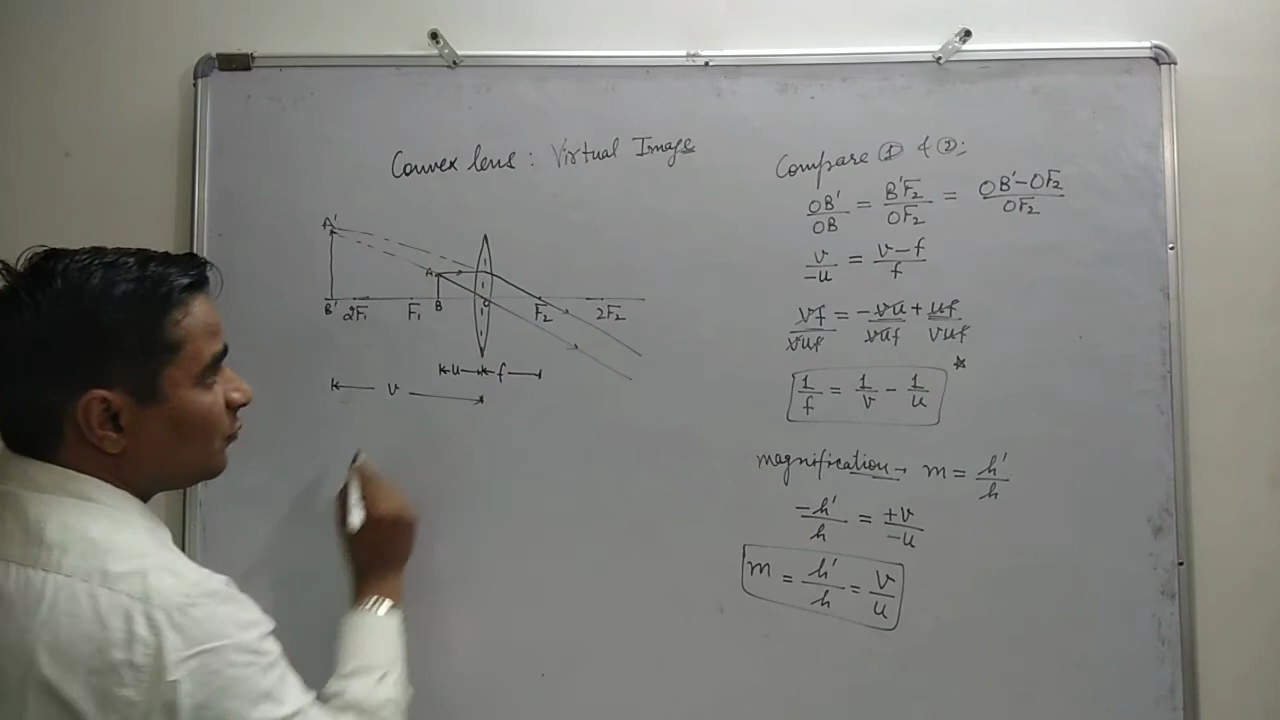 Convex lens : Virtual Image
A'
A
B' 2F₁ F₁ B O F₂ 2F₂
u f
v
Compare ① & ②:
OB'/OB = B'F₂/OF₂ = OB'-OF₂/OF₂
v/-u = v-f/f
vf/vuf = -vu/vuf + uf/vuf
1/f = 1/v - 1/u
magnification → m = h'/h
-h'/h = +v/-u
m = h'/h = v/u